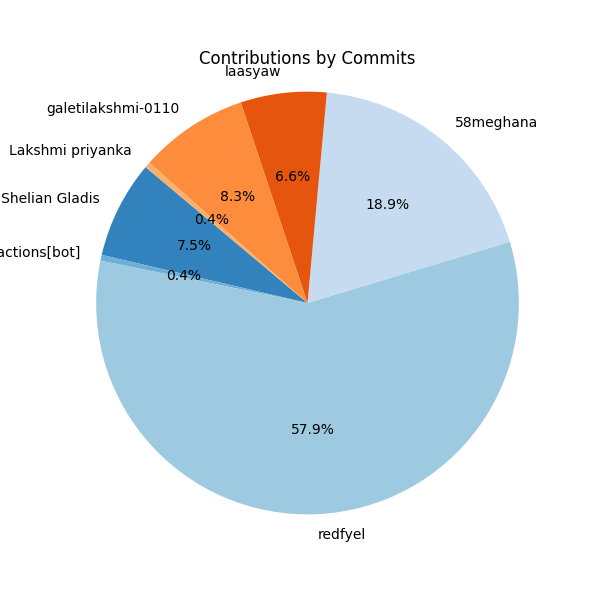 Contributions by Commits
laasyaw
galetilakshmi-0110
58meghana
Lakshmi priyanka
6.6%
8.3%
18.9%
Shelian Gladis
0.4%
7.5%
actions[bot]
0.4%
57.9%
redfyel